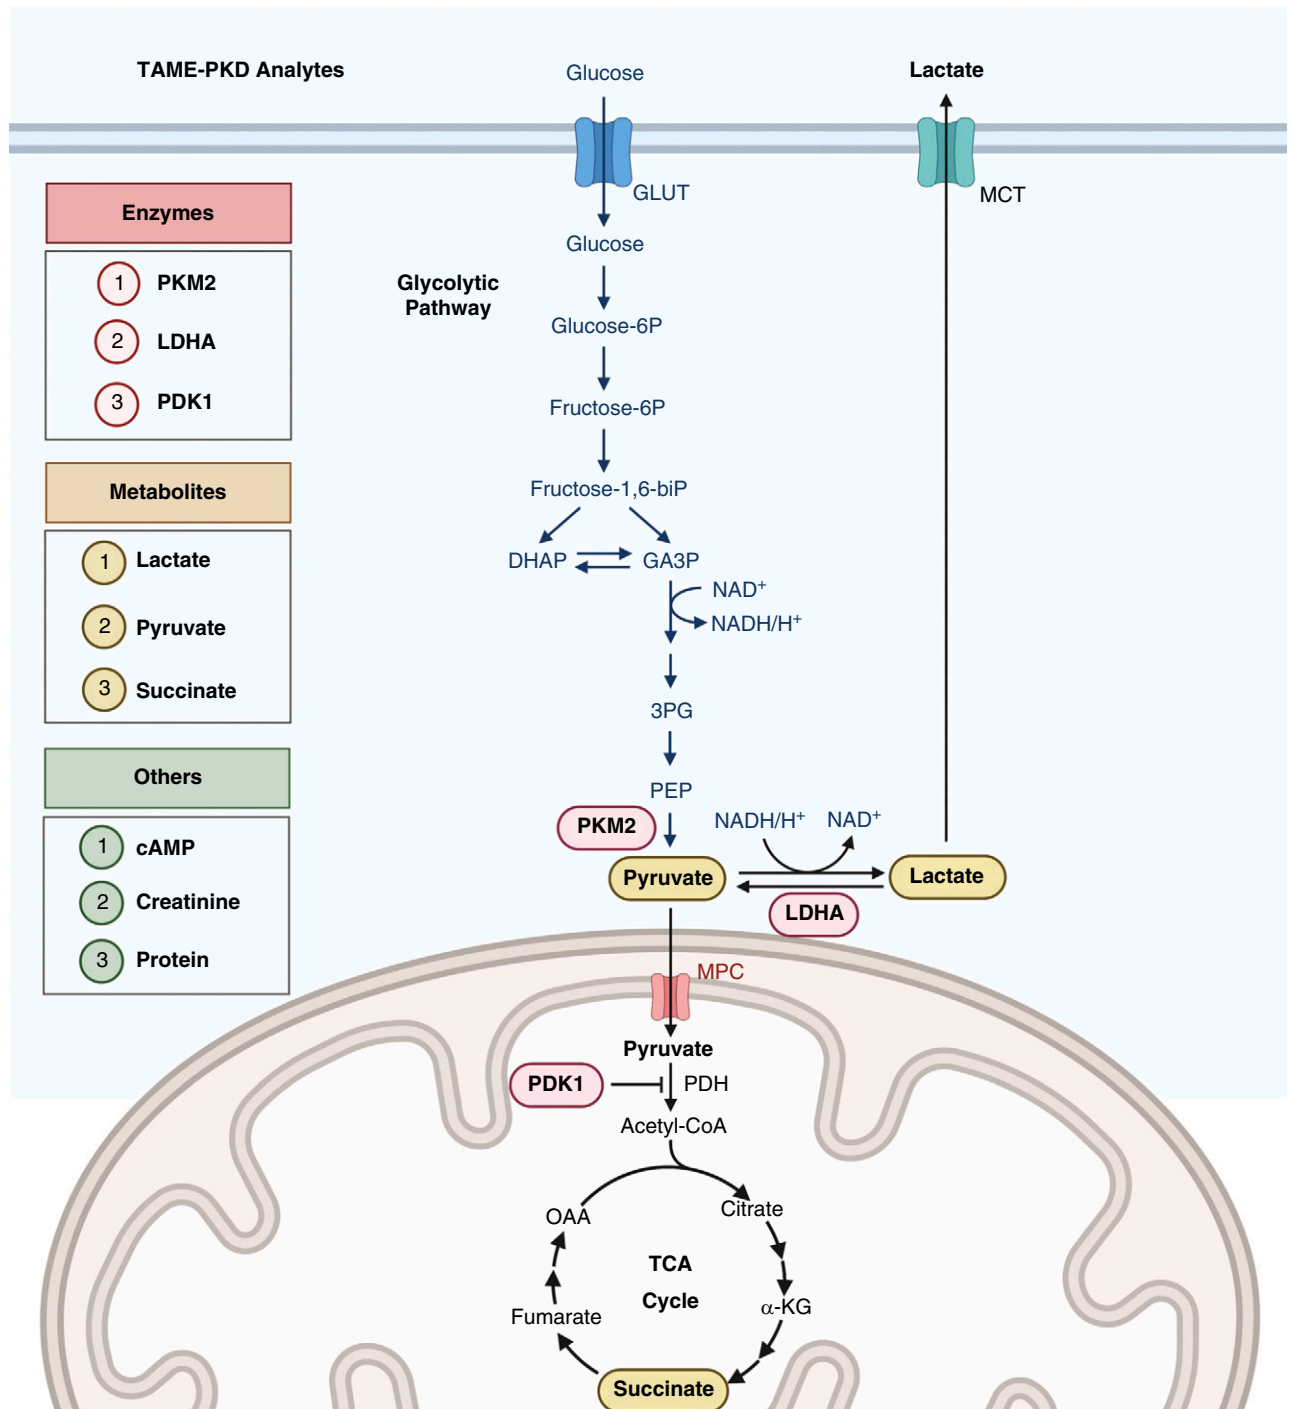 TAME-PKD Analytes
Glucose
Lactate
GLUT
MCT
Enzymes
1 PKM2
2 LDHA
3 PDK1
Metabolites
1 Lactate
2 Pyruvate
3 Succinate
Others
1 cAMP
2 Creatinine
3 Protein
Glycolytic
Pathway
Glucose
Glucose-6P
Fructose-6P
Fructose-1,6-biP
DHAP
GA3P
NAD+
NADH/H+
3PG
PEP
PKM2
NADH/H+
NAD+
Pyruvate
Lactate
LDHA
MPC
Pyruvate
PDK1
PDH
Acetyl-CoA
OAA
Citrate
TCA
Cycle
α-KG
Fumarate
Succinate